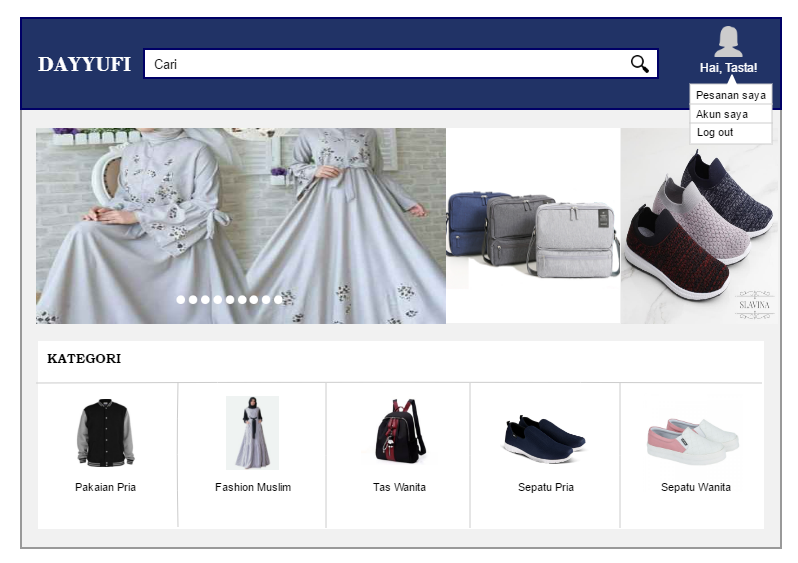 DAYYUFI
Cari
Hai, Tasta!
Pesanan saya
Akun saya
Log out
SLAVINA
KATEGORI
Pakaian Pria
Fashion Muslim
Tas Wanita
Sepatu Pria
Sepatu Wanita